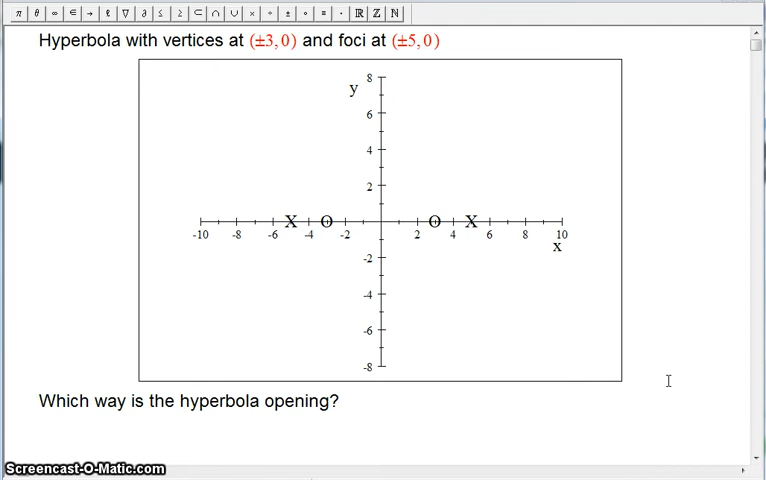 π θ ∞ ∈ → ℓ ∇ ∂ ≤ ≥ ⊂ ∩ ∪ × ÷ ± ∘ ≡ · ℝ ℤ ℕ
Hyperbola with vertices at (±3,0) and foci at (±5,0)
8
y
6
4
2
X O O X
-10 -8 -6 -4 -2 2 4 6 8 10
x
-2
-4
-6
-8
Which way is the hyperbola opening?
Screencast-O-Matic.com